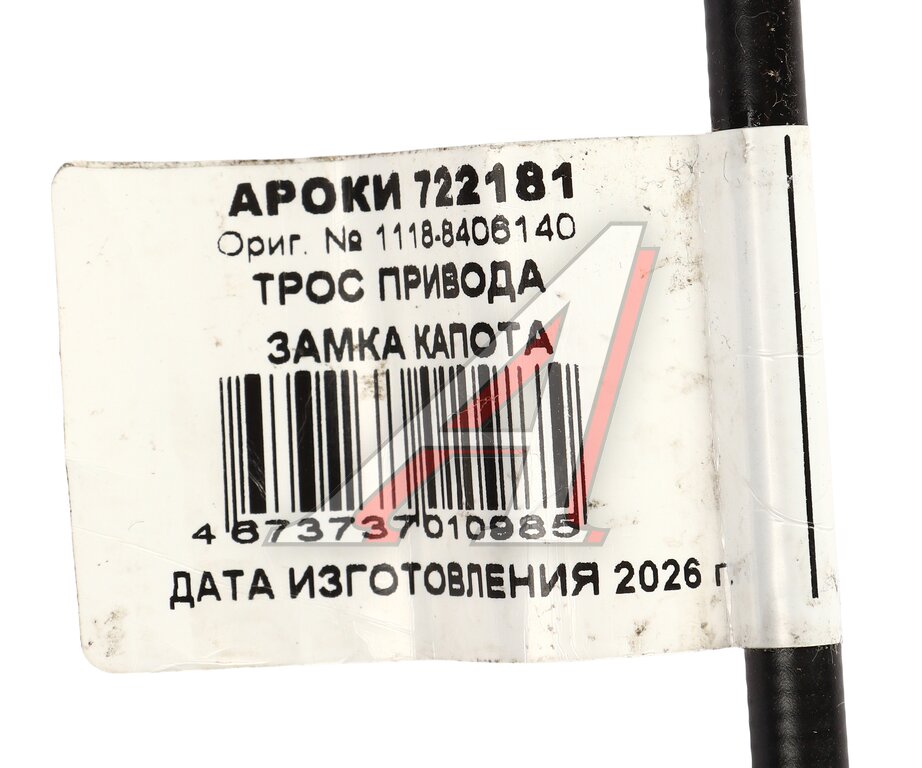 АРОКИ 722181
Ориг. № 1118-8406140
ТРОС ПРИВОДА
ЗАМКА КАПОТА
4 673737 010985
ДАТА ИЗГОТОВЛЕНИЯ 2026 г.